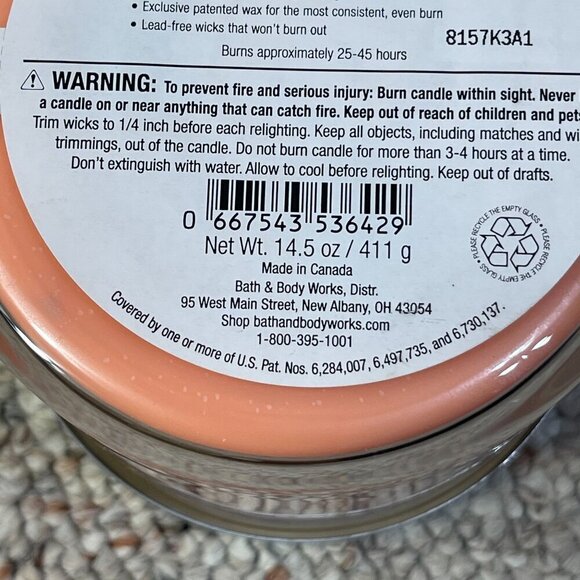 • Exclusive patented wax for the most consistent, even burn
• Lead-free wicks that won't burn out
8157K3A1
Burns approximately 25-45 hours
⚠ WARNING: To prevent fire and serious injury: Burn candle within sight. Never
a candle on or near anything that can catch fire. Keep out of reach of children and pets
Trim wicks to 1/4 inch before each relighting. Keep all objects, including matches and wi
trimmings, out of the candle. Do not burn candle for more than 3-4 hours at a time.
Don't extinguish with water. Allow to cool before relighting. Keep out of drafts.
0 667543 536429
Net Wt. 14.5 oz / 411 g
Made in Canada
Bath & Body Works, Distr.
95 West Main Street, New Albany, OH 43054
Shop bathandbodyworks.com
1-800-395-1001
Covered by one or more of U.S. Pat. Nos. 6,284,007, 6,497,735, and 6,730,137.
• PLEASE RECYCLE THE EMPTY GLASS • PLEASE RECYCLE THE EMPTY GLASS